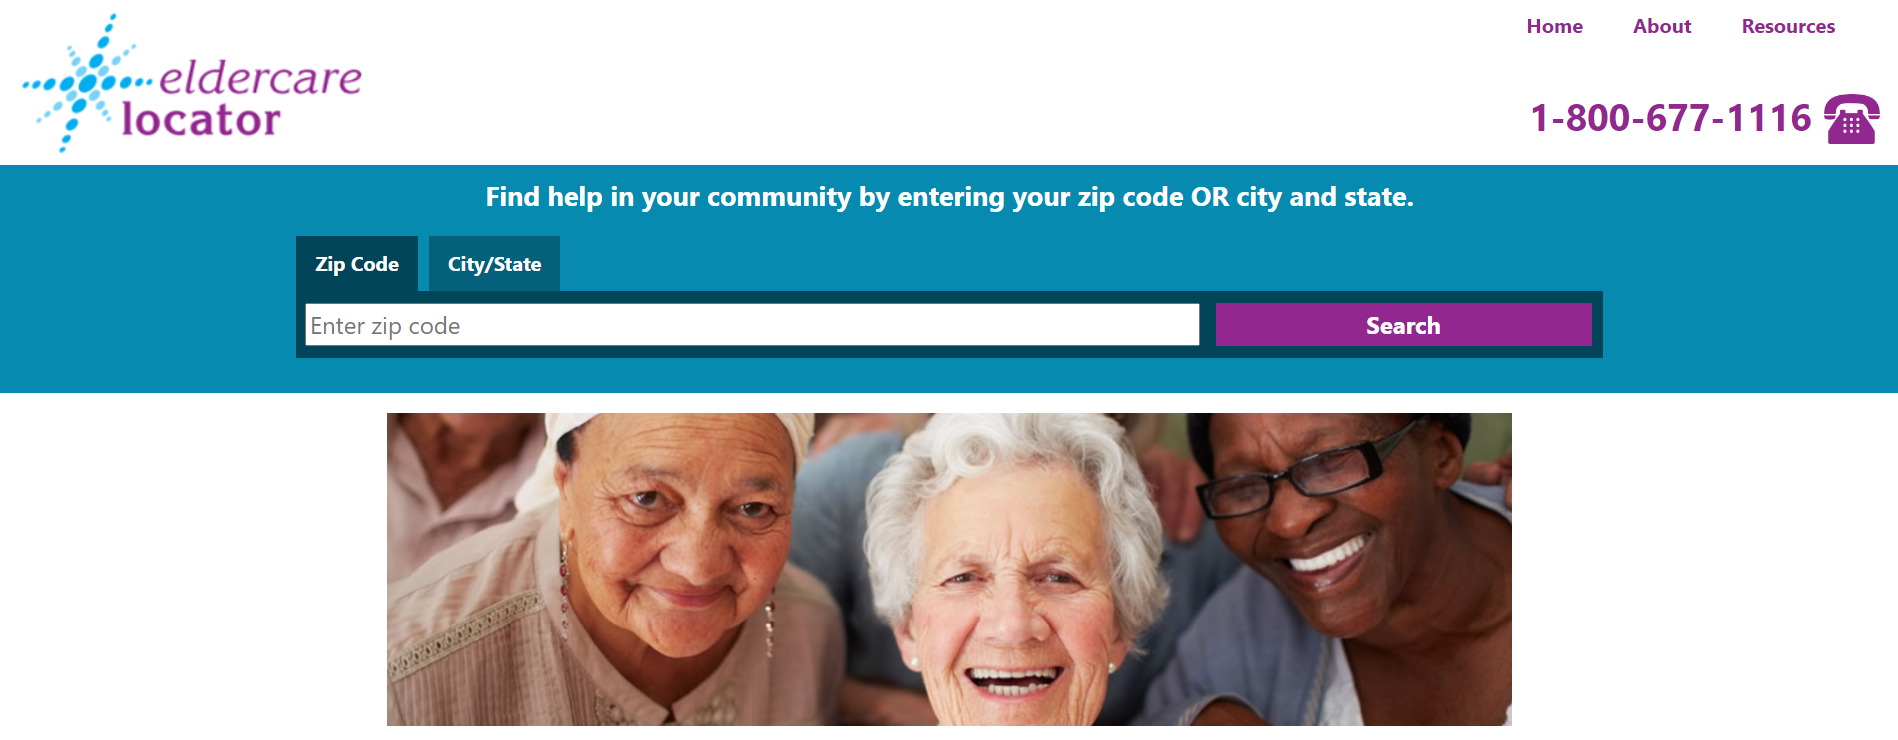 eldercare
locator
Home About Resources
1-800-677-1116
Find help in your community by entering your zip code OR city and state.
Zip Code City/State
Enter zip code Search